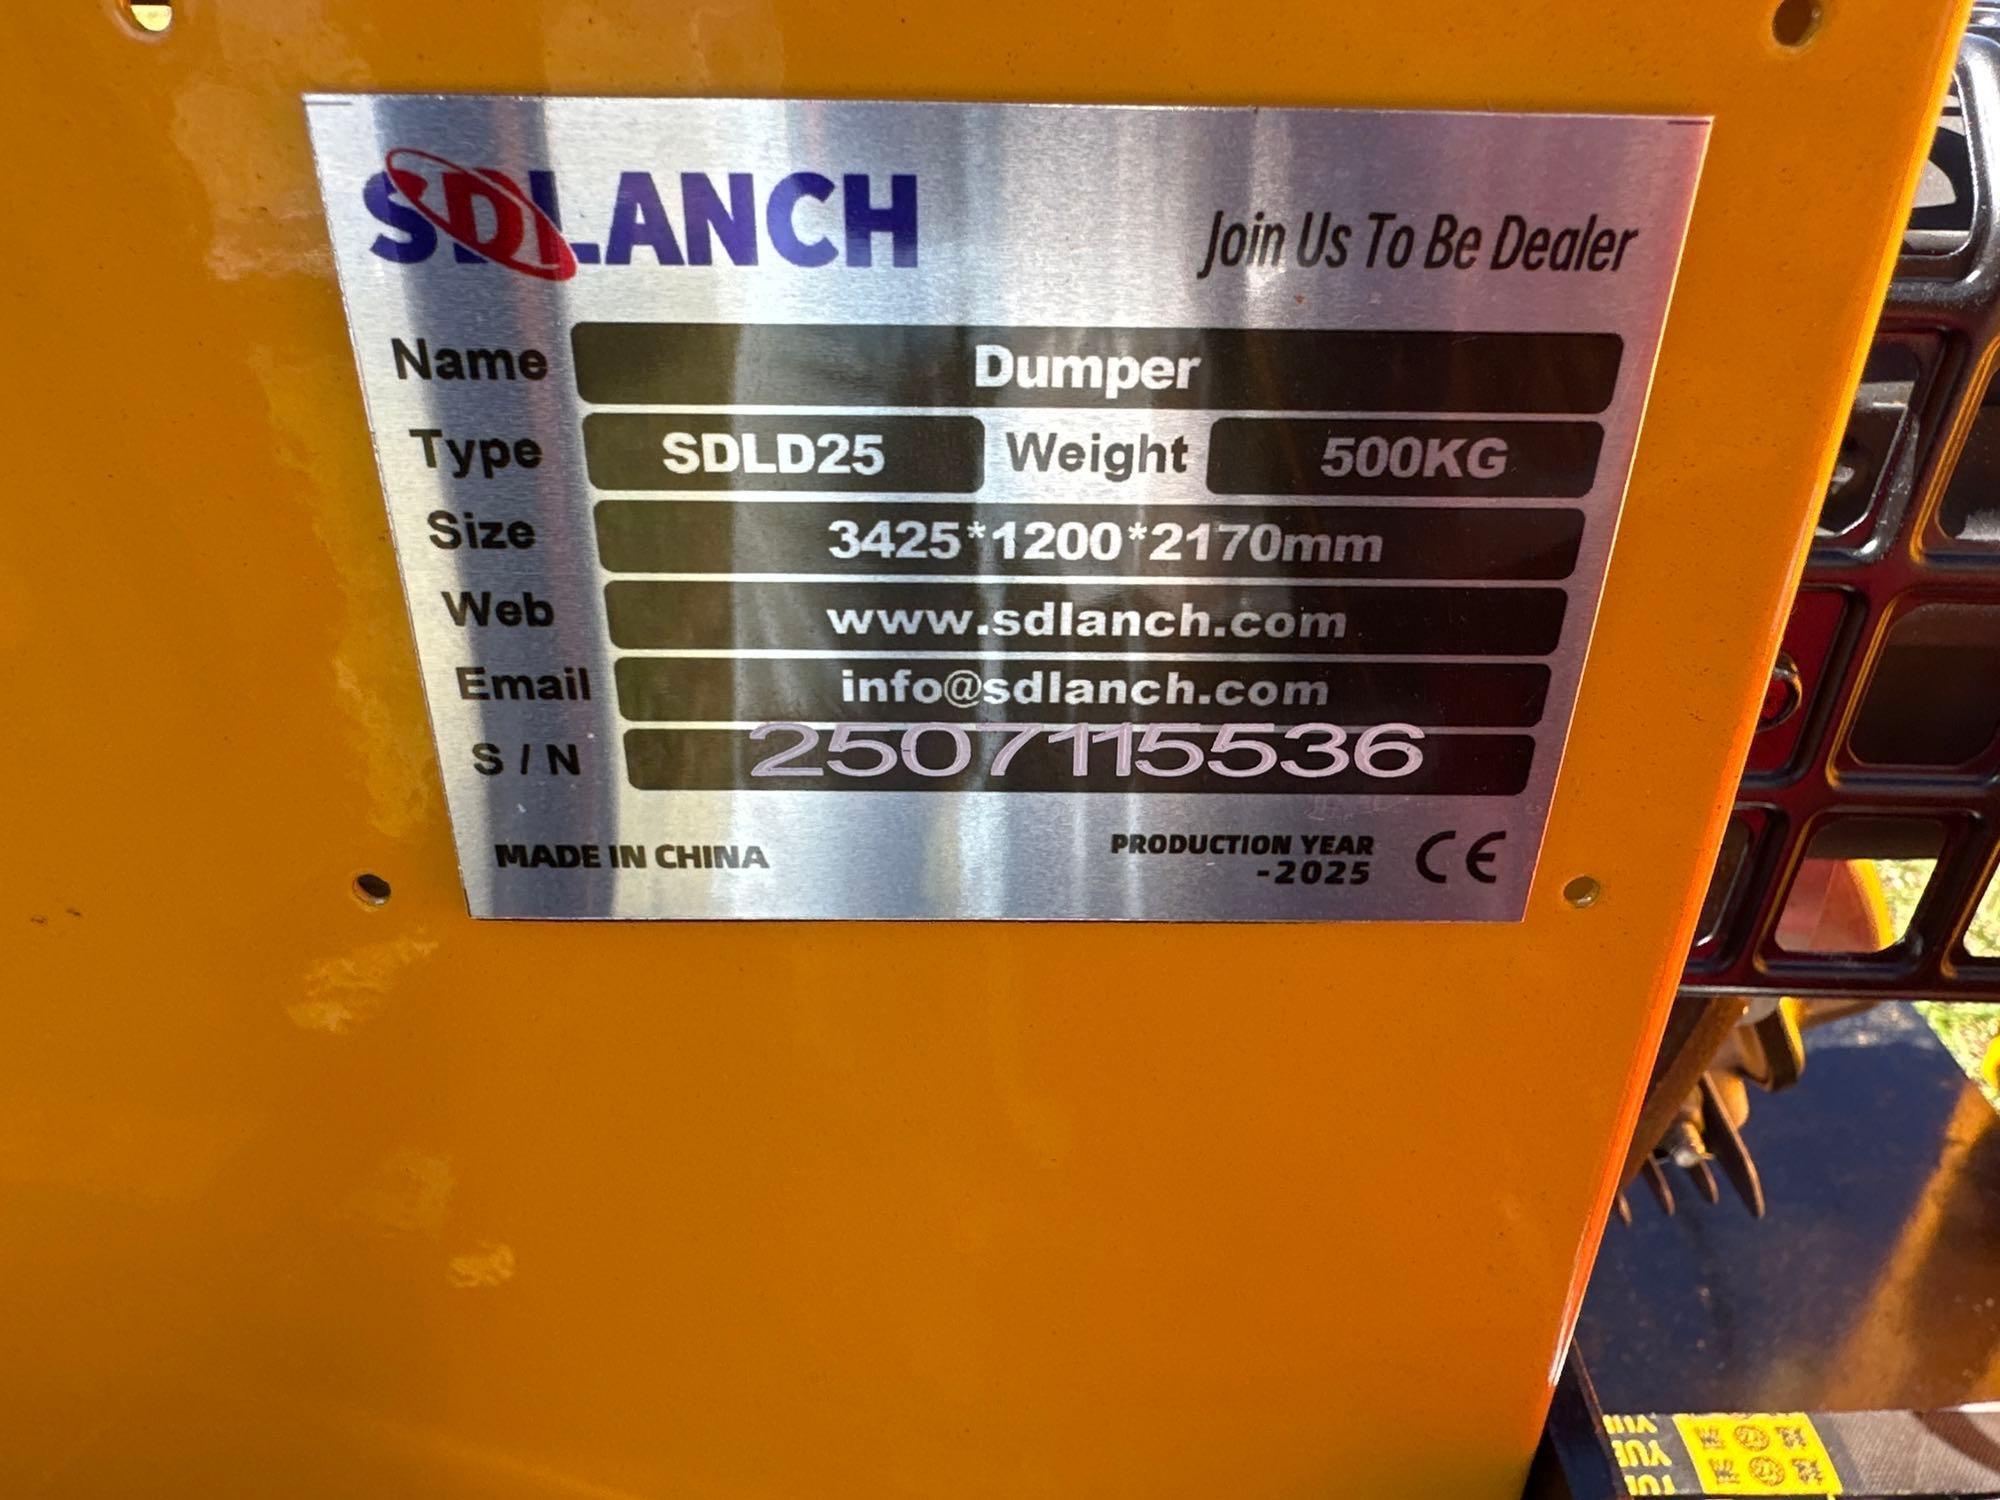 SDLANCH
Join Us To Be Dealer
Name Dumper
Type SDLD25 Weight 500KG
Size 3425*1200*2170mm
Web www.sdlanch.com
Email info@sdlanch.com
S / N 2507115536
MADE IN CHINA
PRODUCTION YEAR
-2025
CE